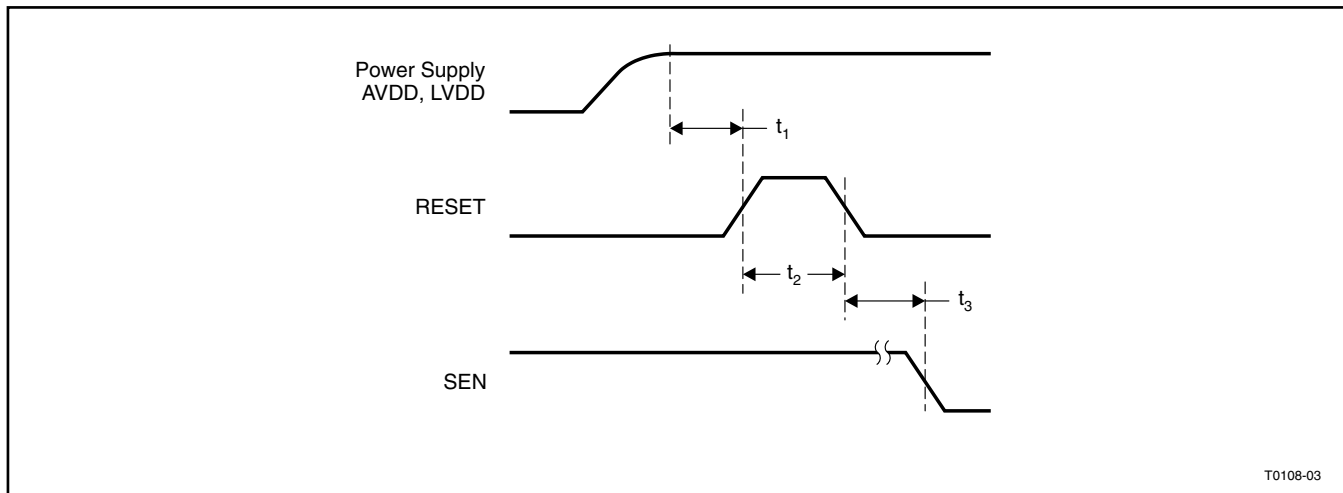 Power Supply
AVDD, LVDD
t₁
RESET
t₂
t₃
SEN
T0108-03